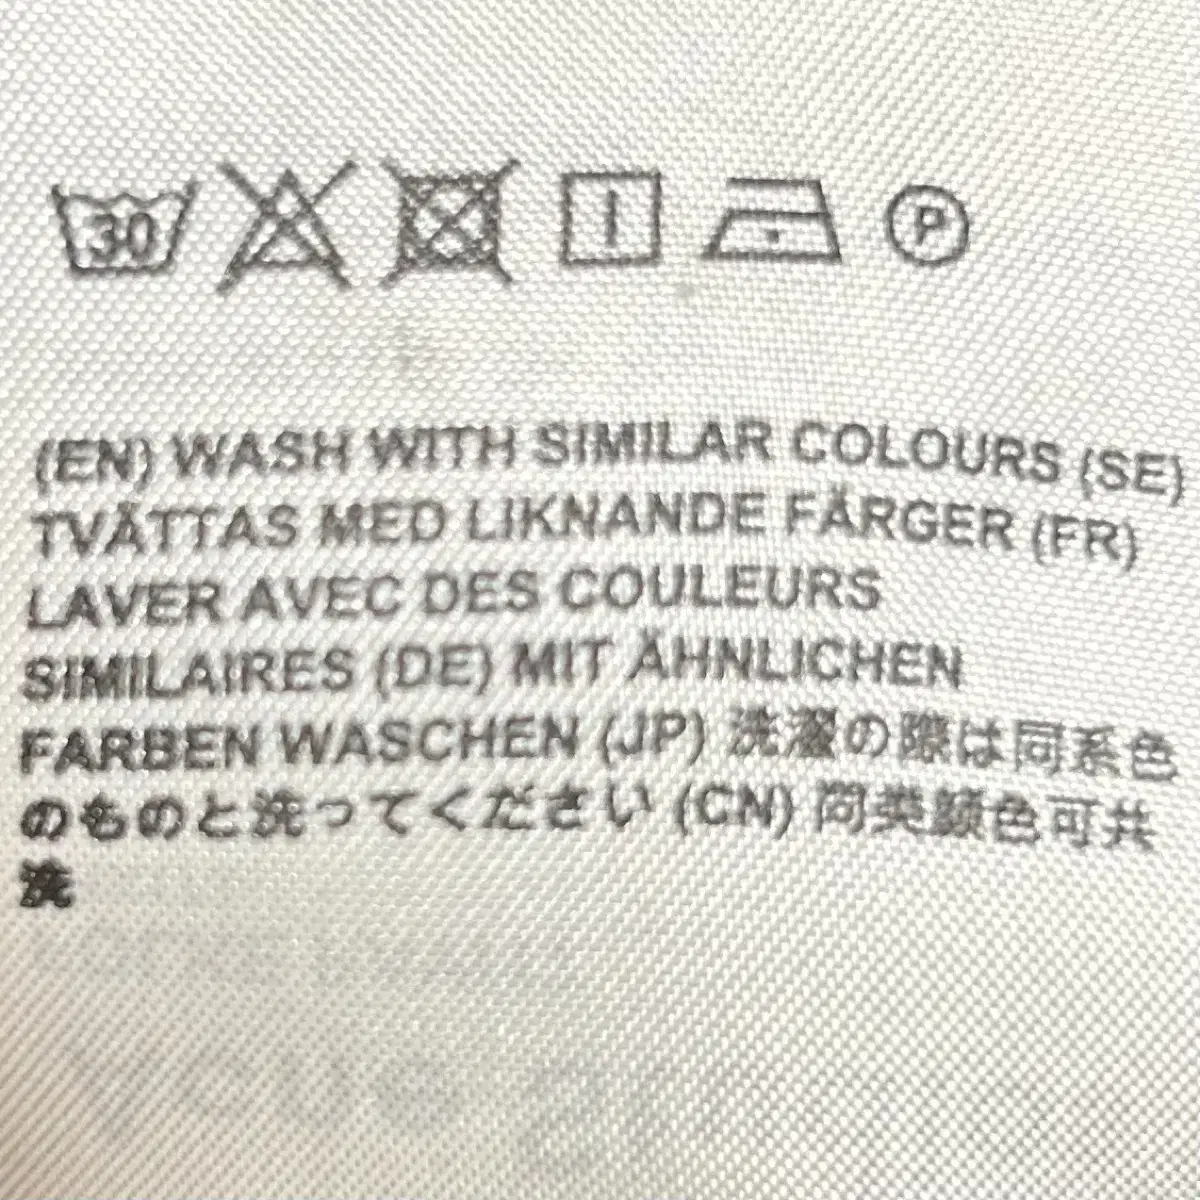 30 P
(EN) WASH WITH SIMILAR COLOURS (SE)
TVÄTTAS MED LIKNANDE FÄRGER (FR)
LAVER AVEC DES COULEURS
SIMILAIRES (DE) MIT ÄHNLICHEN
FARBEN WASCHEN (JP) 洗濯の際は同系色
のものと洗ってください (CN) 同类颜色可共
洗